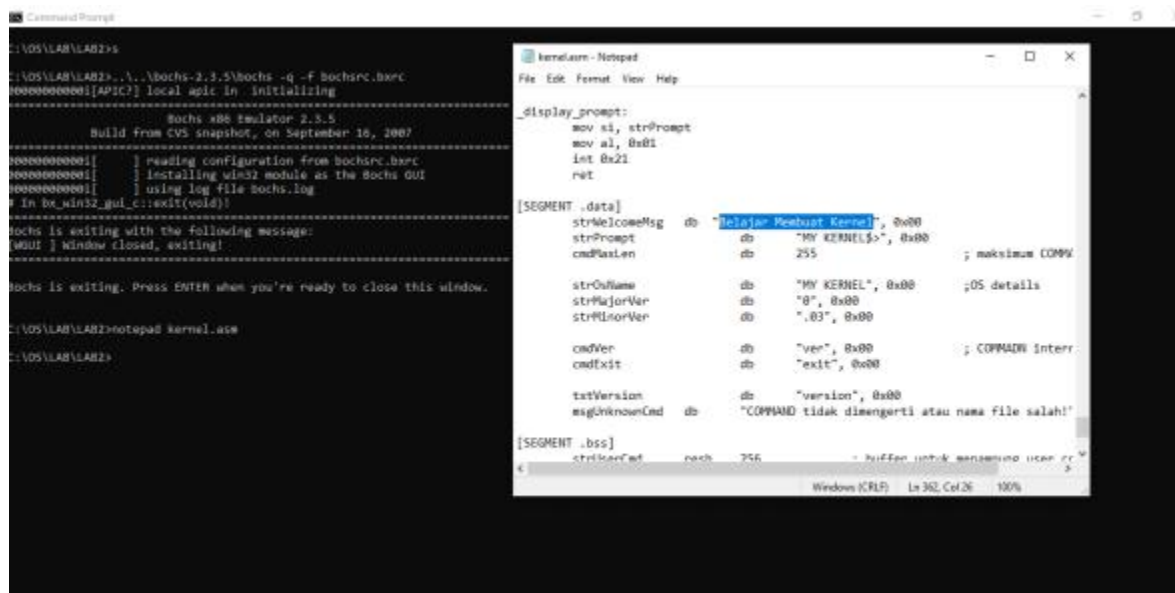 Command Prompt
C:\OS\LAB\LAB2>s
C:\OS\LAB\LAB2>..\..\bochs-2.3.5\bochs -q -f bochsrc.bxrc
00000000000i[APIC?] local apic in initializing
Bochs x86 Emulator 2.3.5
Build from CVS snapshot, on September 16, 2007
00000000000i[ ] reading configuration from bochsrc.bxrc
00000000000i[ ] installing win32 module as the Bochs GUI
00000000000i[ ] using log file bochs.log
# In bx_win32_gui_c::exit(void)!
Bochs is exiting with the following message:
[WGUI ] Window closed, exiting!
Bochs is exiting. Press ENTER when you're ready to close this window.
C:\OS\LAB\LAB2>notepad kernel.asm
C:\OS\LAB\LAB2>
kernel.asm - Notepad
File Edit Format View Help
_display_prompt:
mov si, strPrompt
mov al, 0x01
int 0x21
ret
[SEGMENT .data]
strWelcomeMsg db "Belajar Membuat Kernel", 0x00
strPrompt db "MY KERNEL$>", 0x00
cmdMaxLen db 255 ; maksimum COMM
strOsName db "MY KERNEL", 0x00 ;OS details
strMajorVer db "0", 0x00
strMinorVer db ".03", 0x00
cmdVer db "ver", 0x00 ; COMMADN interr
cmdExit db "exit", 0x00
txtVersion db "version", 0x00
msgUnknownCmd db "COMMAND tidak dimengerti atau nama file salah!"
[SEGMENT .bss]
strUserCmd resb 256 ; buffer untuk menampung user
Windows (CRLF) Ln 362, Col 26 100%